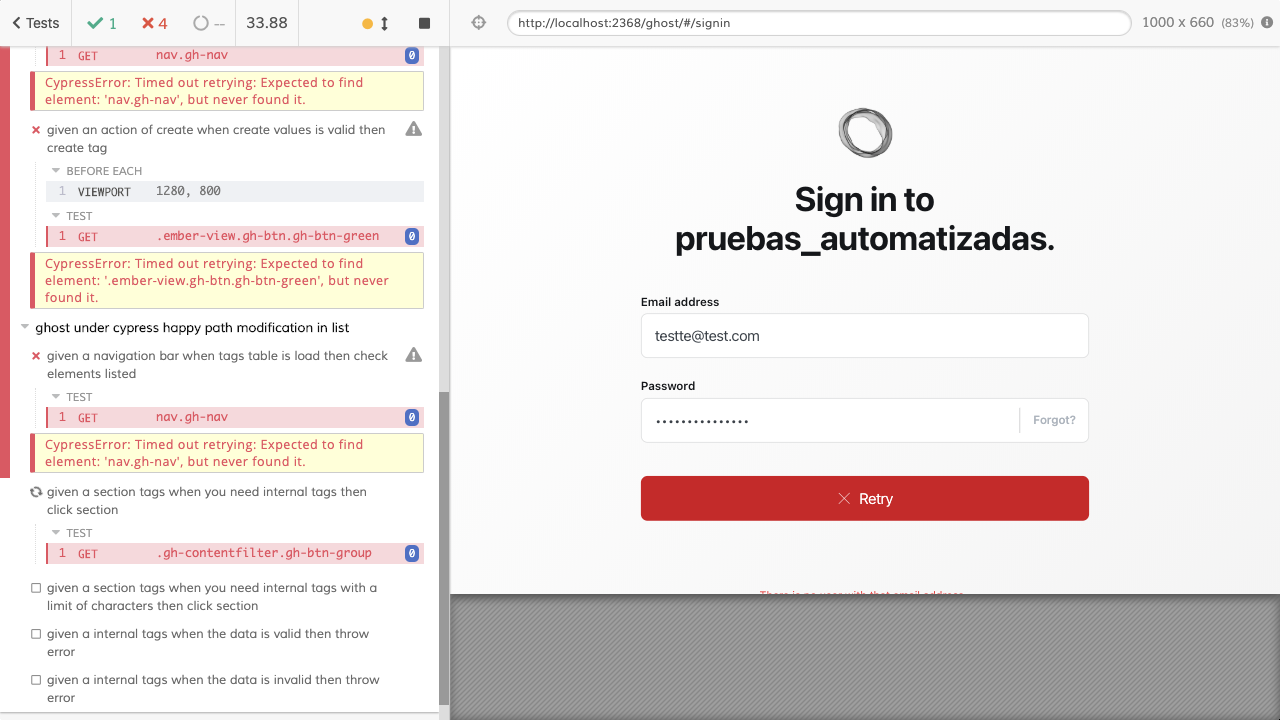 Tests
1
4
--
33.88
http://localhost:2368/ghost/#/signin
1000 x 660 (83%)
1 GET nav.gh-nav 0
CypressError: Timed out retrying: Expected to find
element: 'nav.gh-nav', but never found it.
given an action of create when create values is valid then
create tag
BEFORE EACH
1 VIEWPORT 1280, 800
TEST
1 GET .ember-view.gh-btn.gh-btn-green 0
CypressError: Timed out retrying: Expected to find
element: '.ember-view.gh-btn.gh-btn-green', but never
found it.
ghost under cypress happy path modification in list
given a navigation bar when tags table is load then check
elements listed
TEST
1 GET nav.gh-nav 0
CypressError: Timed out retrying: Expected to find
element: 'nav.gh-nav', but never found it.
given a section tags when you need internal tags then
click section
TEST
1 GET .gh-contentfilter.gh-btn-group 0
given a section tags when you need internal tags with a
limit of characters then click section
given a internal tags when the data is valid then throw
error
given a internal tags when the data is invalid then throw
error
Sign in to
pruebas_automatizadas.
Email address
testte@test.com
Password
Forgot?
Retry
There is no user with that email address.